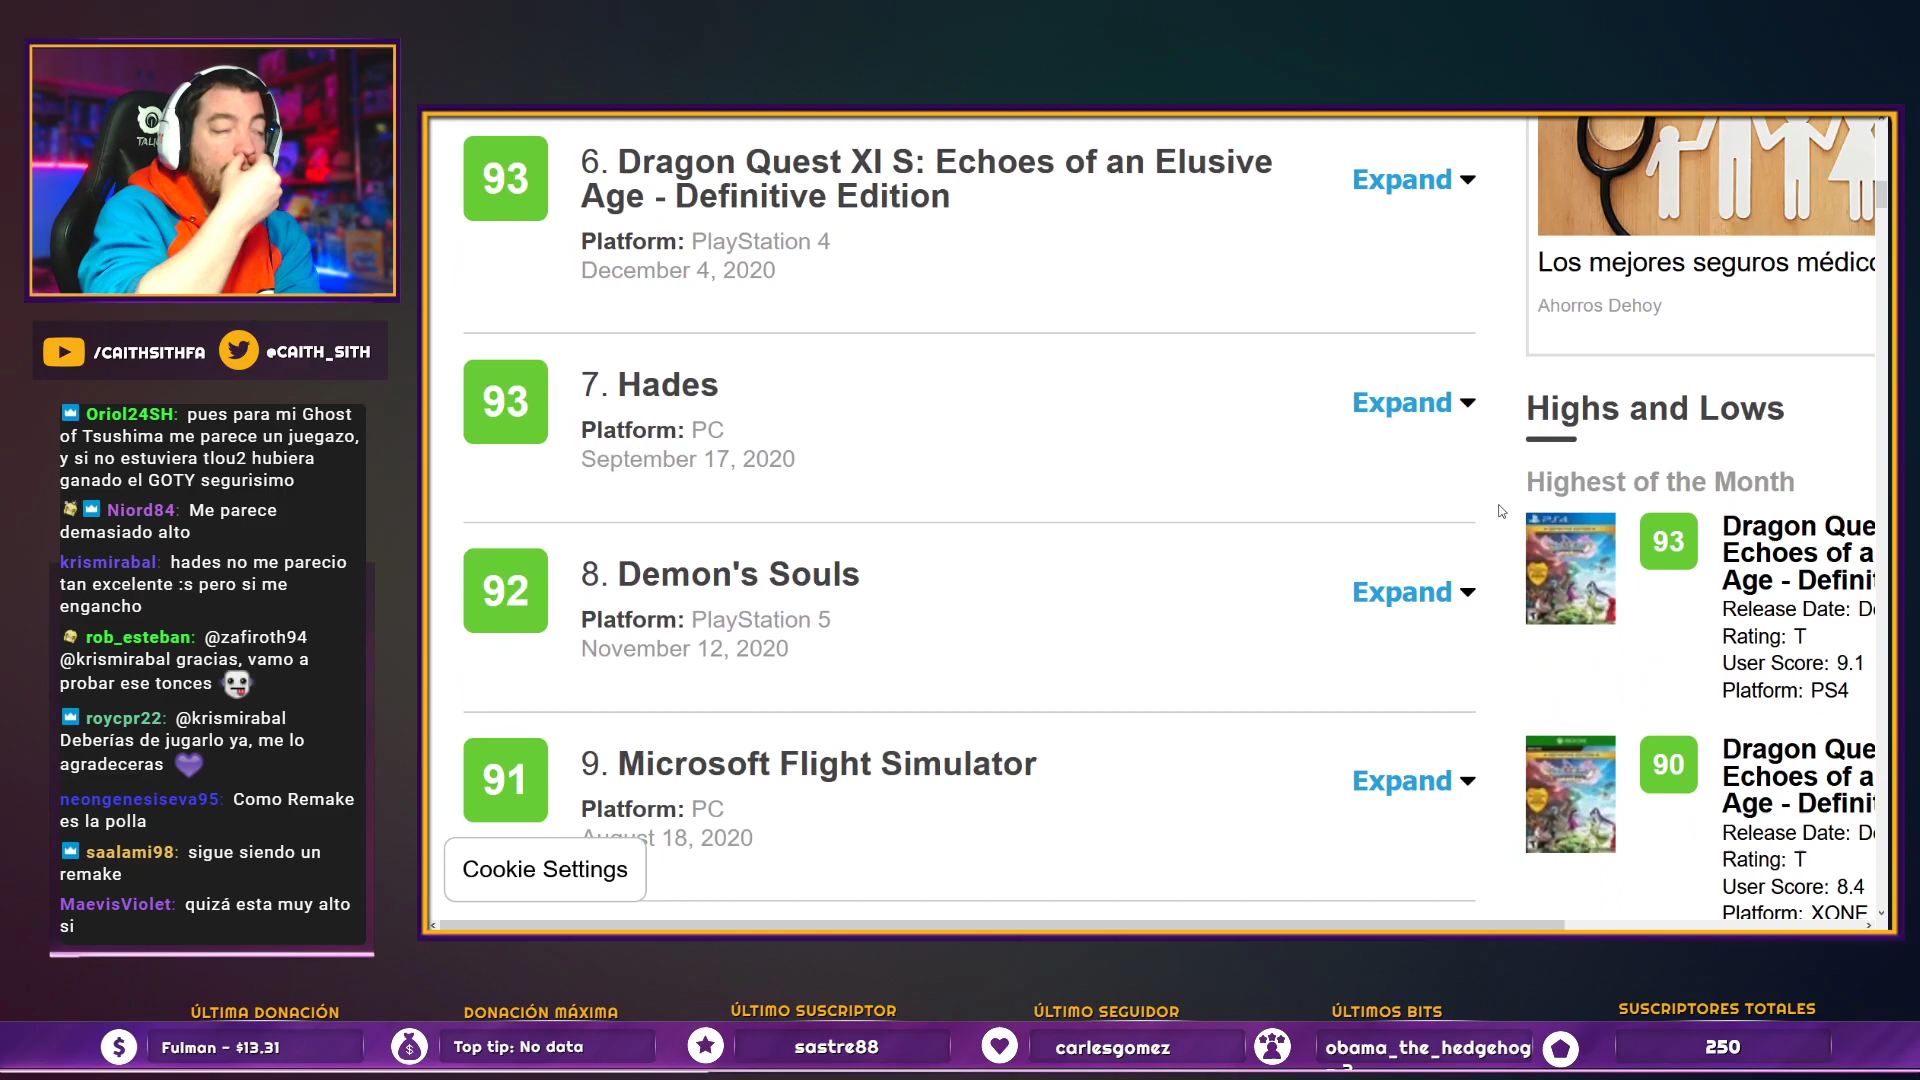 TALIUS
/CAITHSITHFA
@CAITH_SITH
Oriol24SH: pues para mi Ghost
of Tsushima me parece un juegazo,
y si no estuviera tlou2 hubiera
ganado el GOTY segurisimo
Niord84: Me parece
demasiado alto
krismirabal: hades no me parecio
tan excelente :s pero si me
engancho
rob_esteban: @zafiroth94
@krismirabal gracias, vamo a
probar ese tonces
roycpr22: @krismirabal
Deberías de jugarlo ya, me lo
agradeceras
neongenesiseva95: Como Remake
es la polla
saalami98: sigue siendo un
remake
MaevisViolet: quizá esta muy alto
si
93
6. Dragon Quest XI S: Echoes of an Elusive
Age - Definitive Edition
Expand
Platform: PlayStation 4
December 4, 2020
93
7. Hades
Expand
Platform: PC
September 17, 2020
92
8. Demon's Souls
Expand
Platform: PlayStation 5
November 12, 2020
91
9. Microsoft Flight Simulator
Expand
Platform: PC
August 18, 2020
Cookie Settings
Los mejores seguros médico
Ahorros Dehoy
Highs and Lows
Highest of the Month
PS4
93
Dragon Que
Echoes of a
Age - Defini
Release Date: D
Rating: T
User Score: 9.1
Platform: PS4
90
Dragon Que
Echoes of a
Age - Defini
Release Date: D
Rating: T
User Score: 8.4
Platform: XONE
ÚLTIMA DONACIÓN
Fulman - $13.31
DONACIÓN MÁXIMA
Top tip: No data
ÚLTIMO SUSCRIPTOR
sastre88
ÚLTIMO SEGUIDOR
carlesgomez
ÚLTIMOS BITS
obama_the_hedgehog
SUSCRIPTORES TOTALES
250